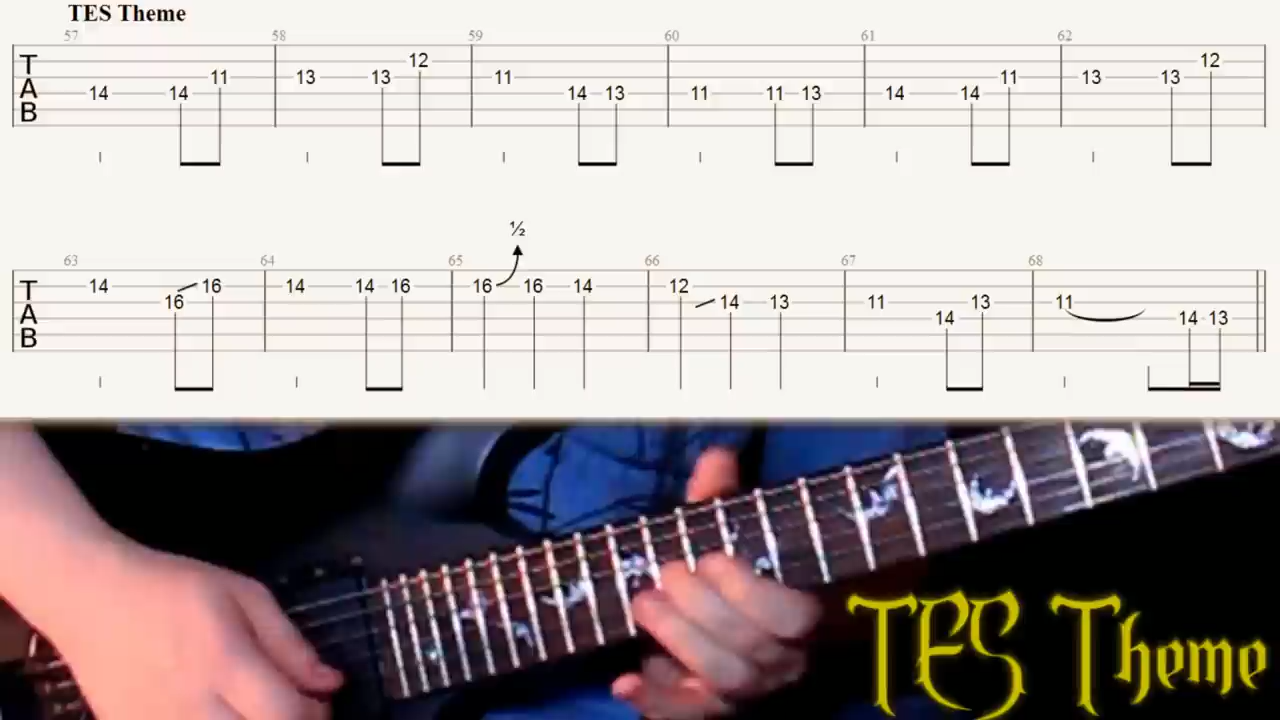 TES Theme
57 58 59 60 61 62
12 12
T 11 13 13 11 11 13 13
A 14 14 14 13 11 11 13 14 14
B
½
63 64 65 66 67 68
T 14 16 14 14 16 16 16 14 12
A 16 14 13 11 13 11
B 14 14 13
TES Theme